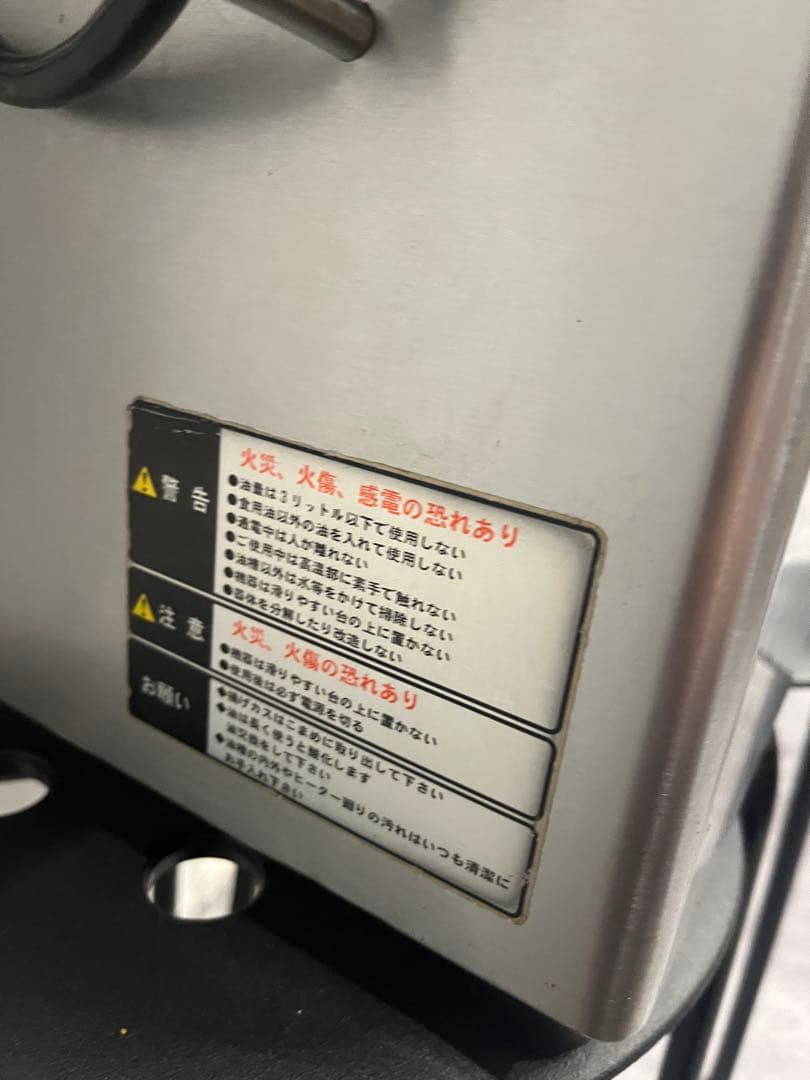 警告
火災、火傷、感電の恐れあり
●油量は3リットル以下で使用しない
●食用油以外の油を入れて使用しない
●通電中は人が離れない
●ご使用中は高温部に素手で触れない
●油槽以外は水等をかけて掃除しない
●機器は滑りやすい台の上に置かない
●器体を分解したり改造しない
注意
火災、火傷の恐れあり
●機器は滑りやすい台の上に置かない
●使用後は必ず電源を切る
お願い
◆揚げカスはこまめに取り出して下さい
◆油は長く使うと酸化します
油交換をして下さい
◆油槽の内外やヒーター廻りの汚れはいつも清潔に
お手入れ下さい